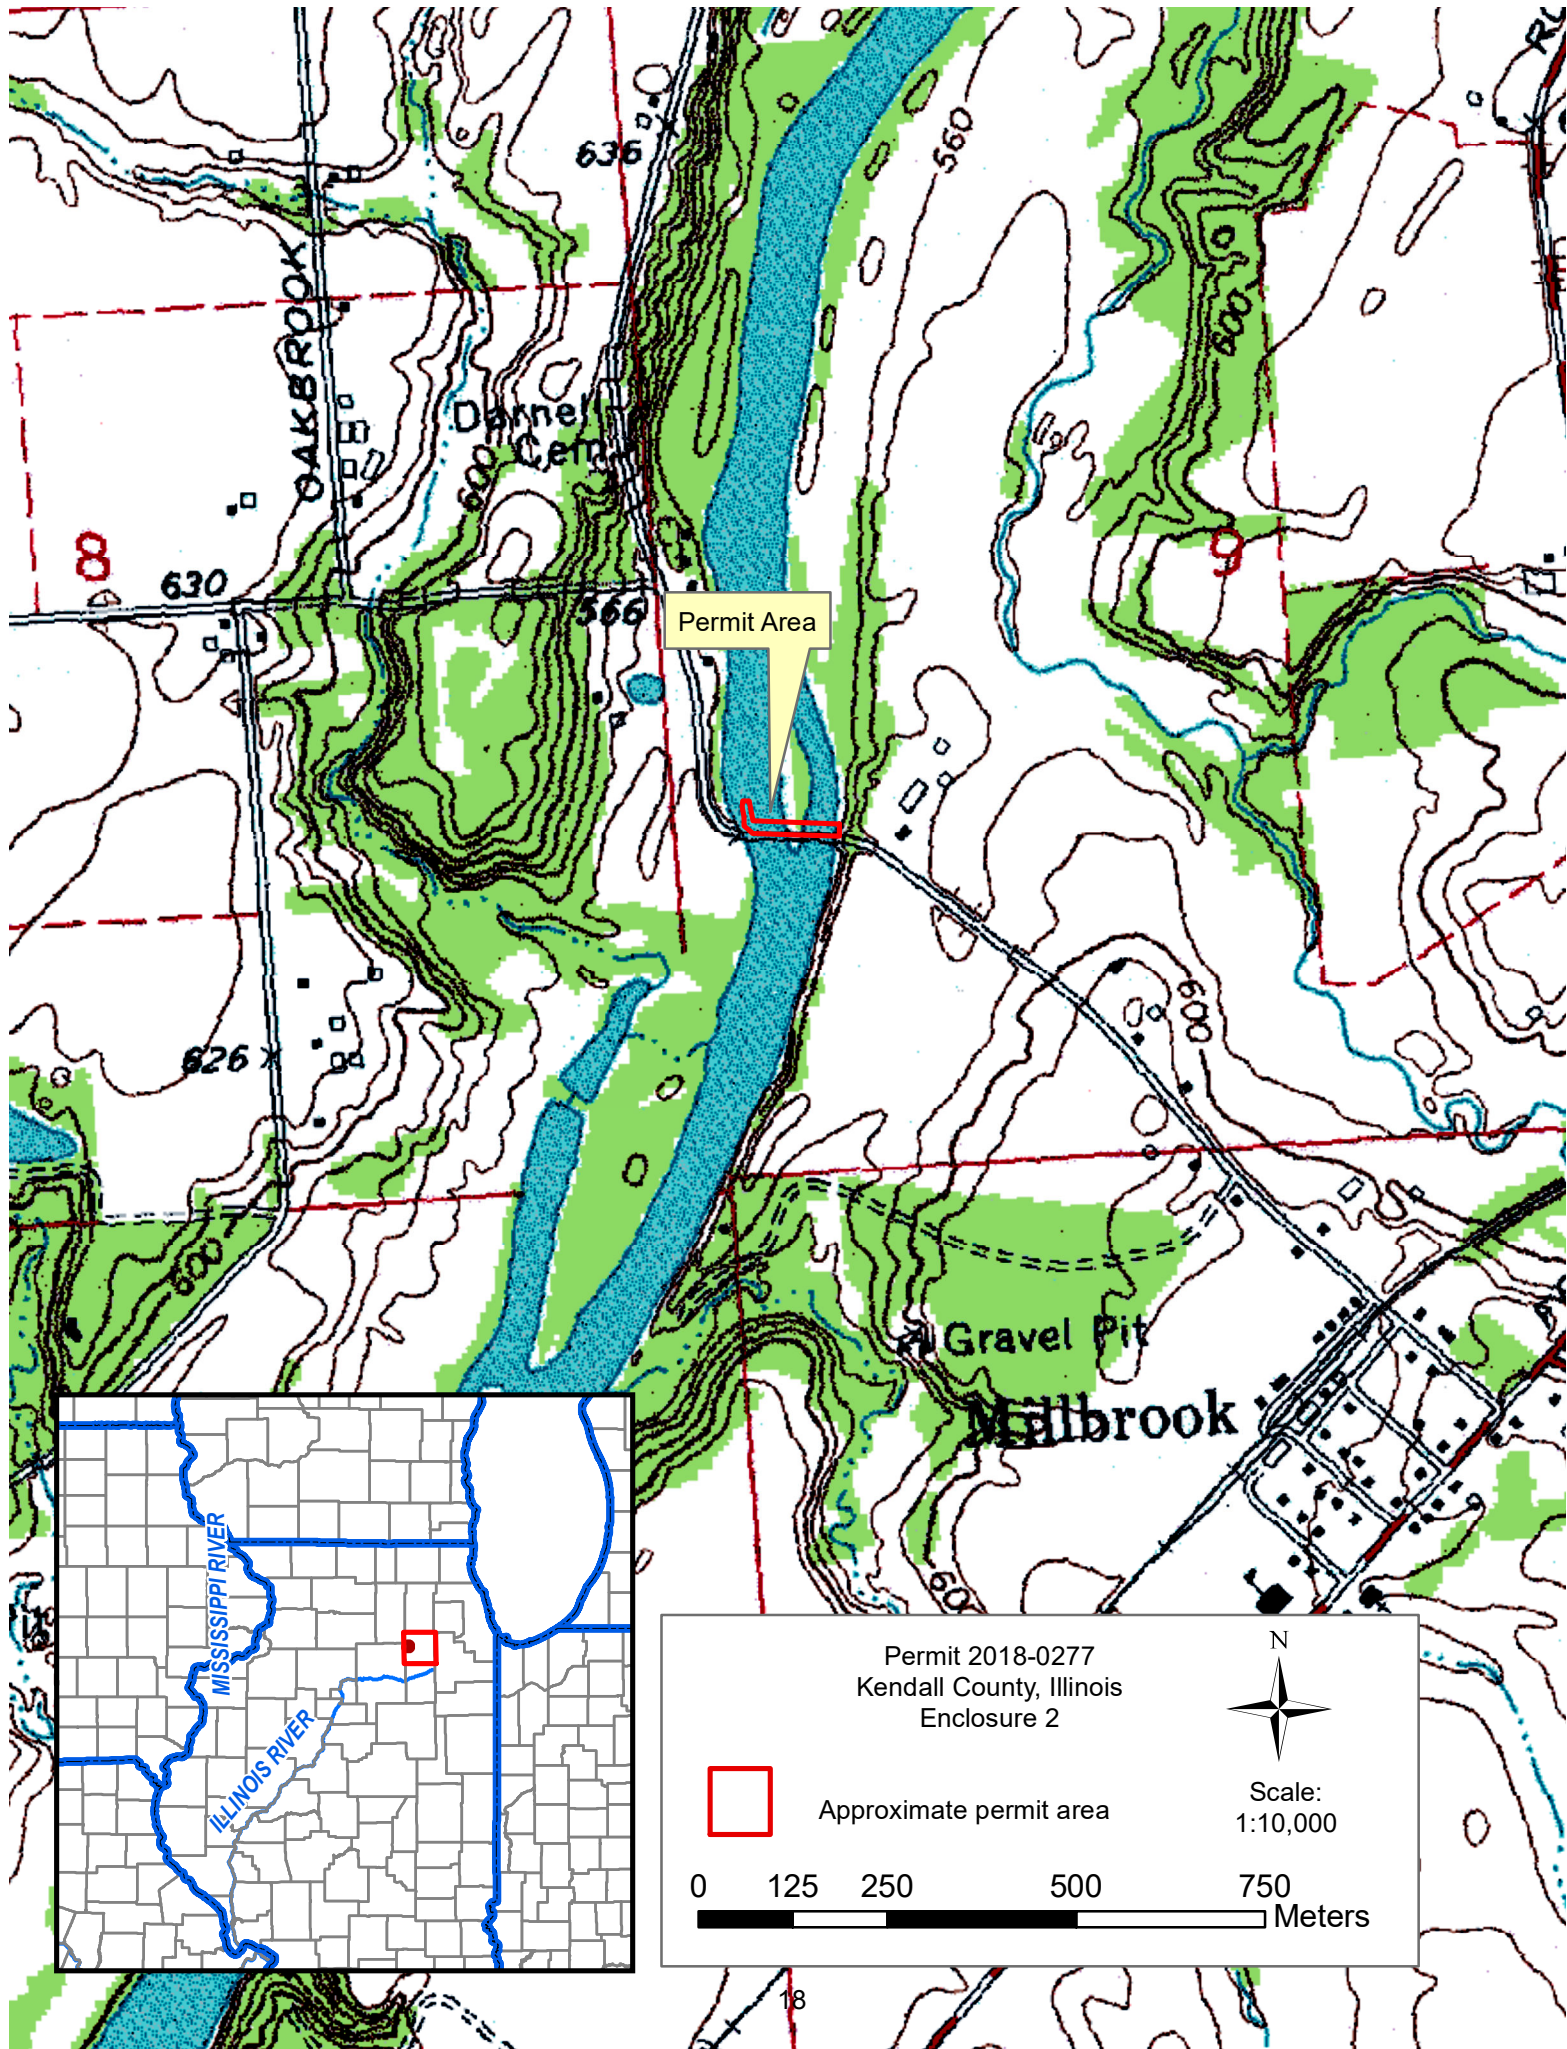 636
560
OAKBROOK
600
Darnell
Cem
600
8
9
630
566
Permit Area
600
626
600
Gravel Pit
Millbrook
MISSISSIPPI RIVER
ILLINOIS RIVER
Permit 2018-0277
Kendall County, Illinois
Enclosure 2
N
Approximate permit area
Scale:
1:10,000
0 125 250 500 750
Meters
18